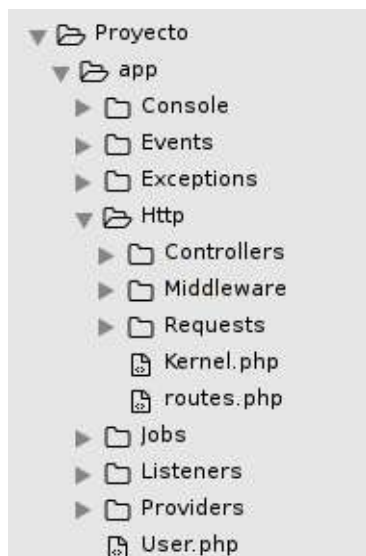 Proyecto
app
Console
Events
Exceptions
Http
Controllers
Middleware
Requests
Kernel.php
routes.php
Jobs
Listeners
Providers
User.php